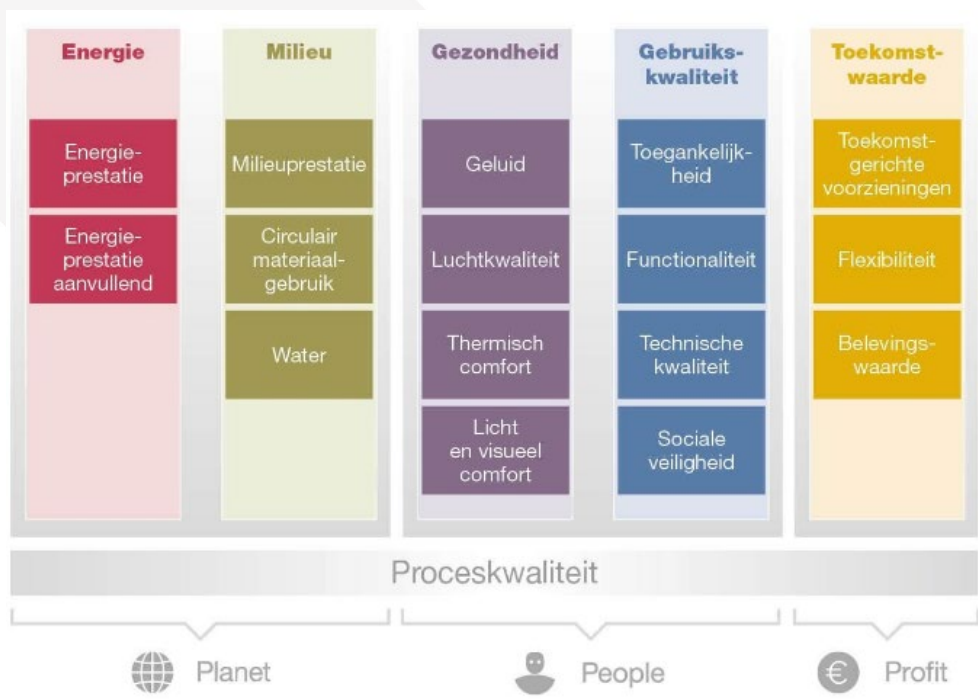 Energie
Energie-
prestatie
Energie-
prestatie
aanvullend
Milieu
Milieuprestatie
Circulair
materiaal-
gebruik
Water
Gezondheid
Geluid
Luchtkwaliteit
Thermisch
comfort
Licht
en visueel
comfort
Gebruiks-
kwaliteit
Toegankelijk-
heid
Functionaliteit
Technische
kwaliteit
Sociale
veiligheid
Toekomst-
waarde
Toekomst-
gerichte
voorzieningen
Flexibiliteit
Belevings-
waarde
Proceskwaliteit
Planet
People
€ Profit